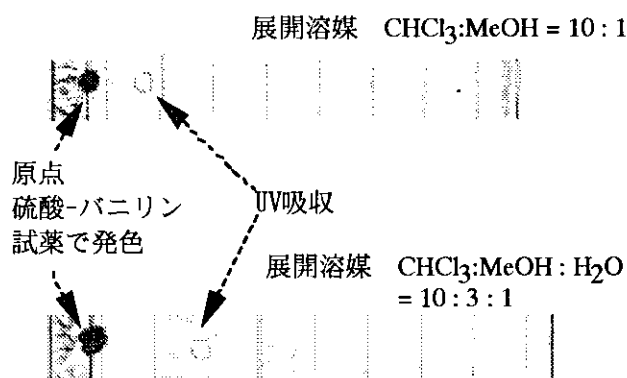 展開溶媒 CHCl3:MeOH = 10 : 1
原点
硫酸-バニリン
試薬で発色
UV吸収
展開溶媒 CHCl3:MeOH : H2O
= 10 : 3 : 1